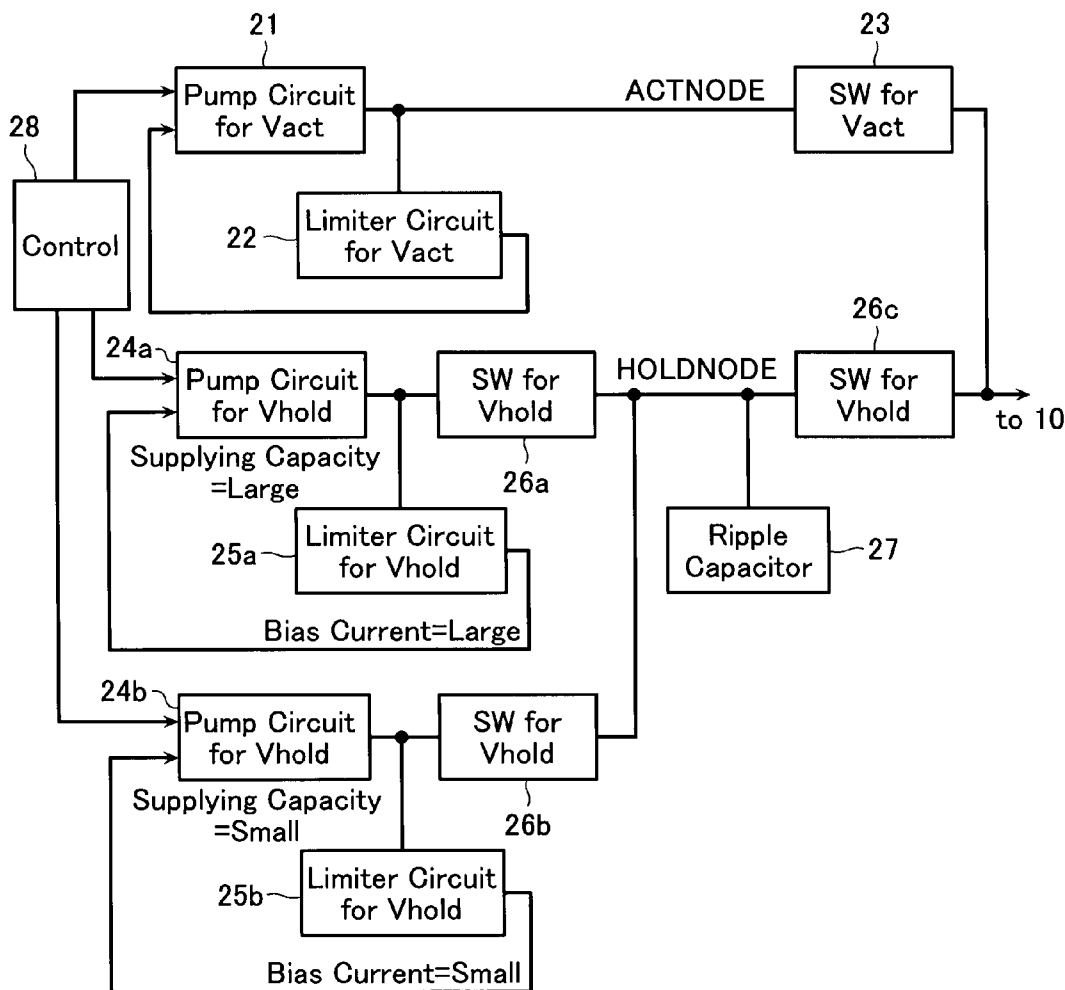 21
23
Pump Circuit
for Vact
ACTNODE
SW for
Vact
28
Control
22
Limiter Circuit
for Vact
24a
26c
Pump Circuit
for Vhold
SW for
Vhold
HOLDNODE
SW for
Vhold
to 10
Supplying Capacity
=Large
26a
25a
Limiter Circuit
for Vhold
Ripple
Capacitor
27
Bias Current=Large
24b
Pump Circuit
for Vhold
SW for
Vhold
Supplying Capacity
=Small
26b
25b
Limiter Circuit
for Vhold
Bias Current=Small